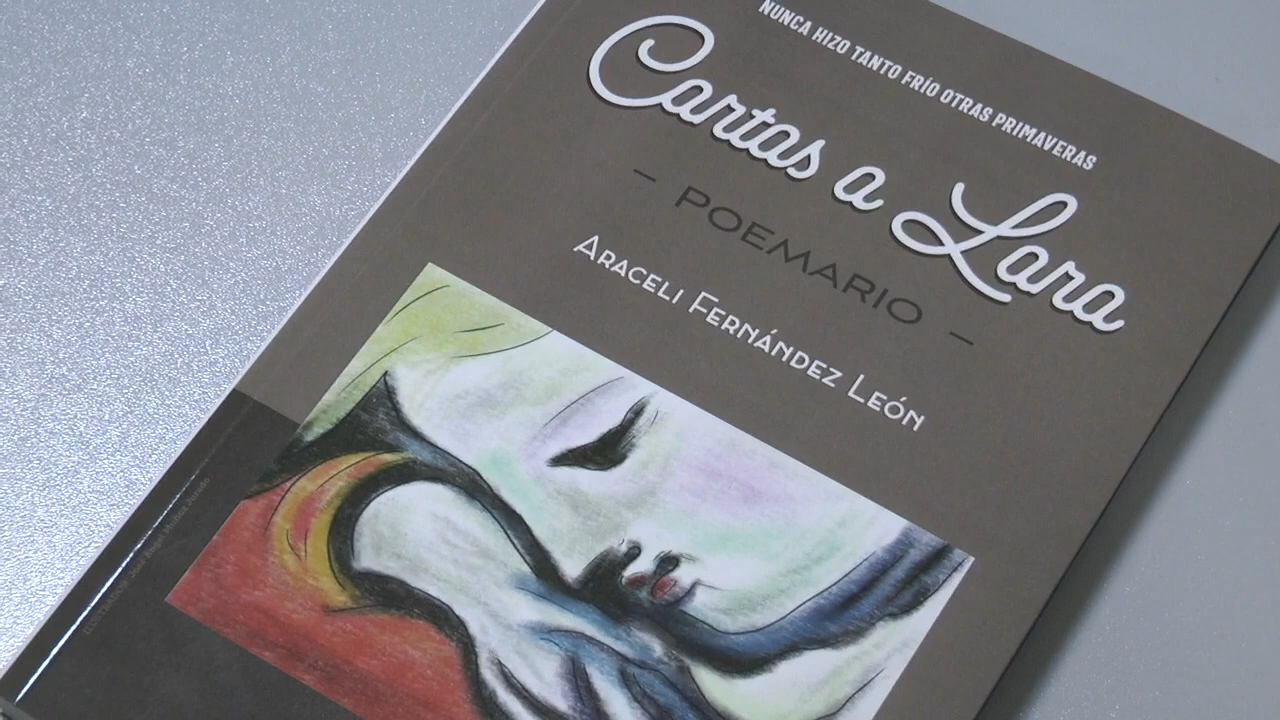 NUNCA HIZO TANTO FRÍO OTRAS PRIMAVERAS
Cartas a Lara
- POEMARIO -
ARACELI FERNÁNDEZ LEÓN